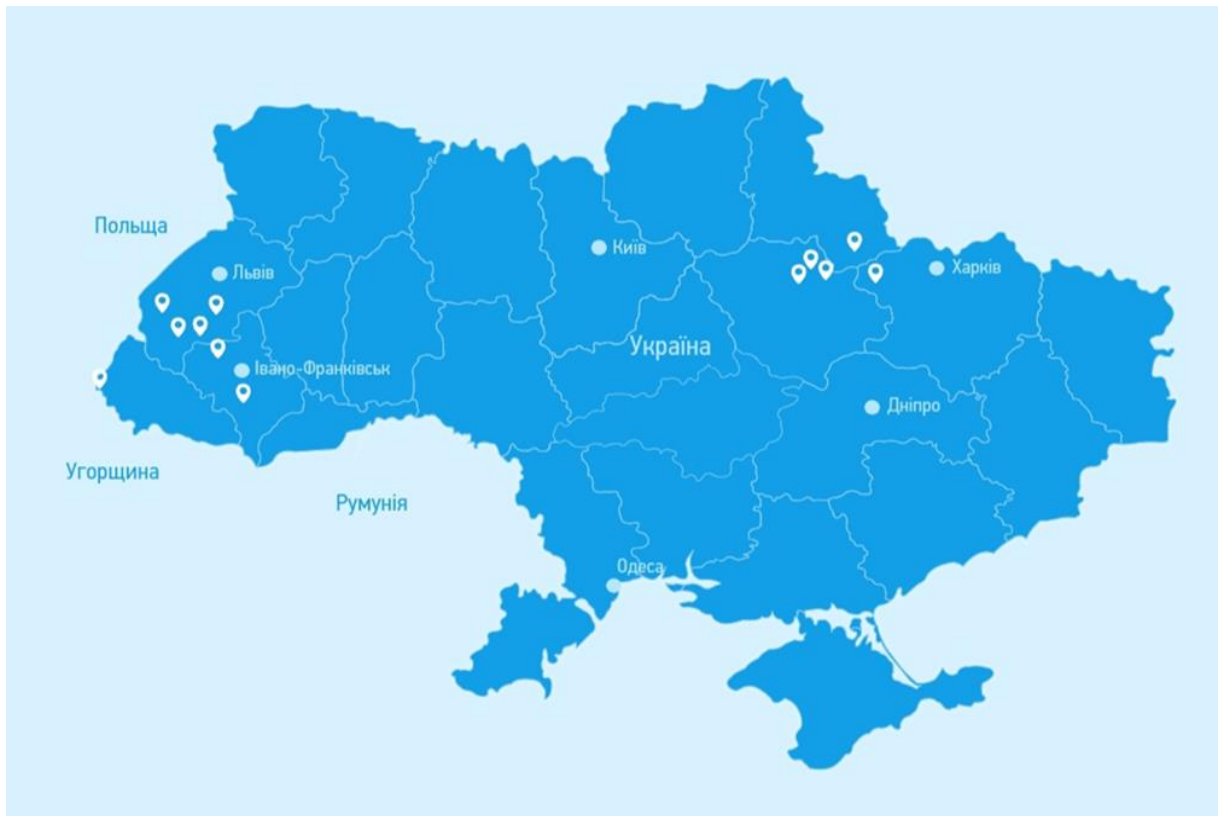 Польща
Львів
Київ
Харків
Україна
Івано-Франківськ
Дніпро
Угорщина
Румунія
Одеса